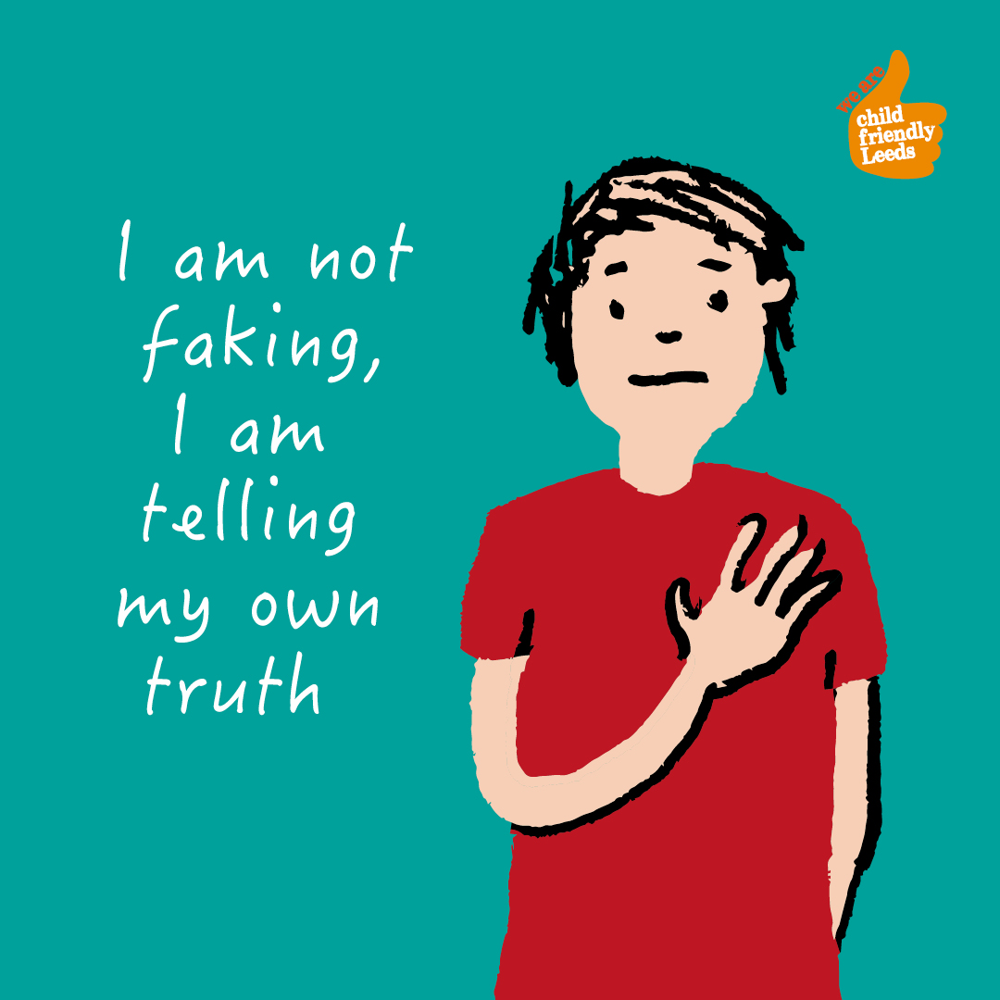 we are
child
friendly
Leeds
I am not
faking,
I am
telling
my own
truth